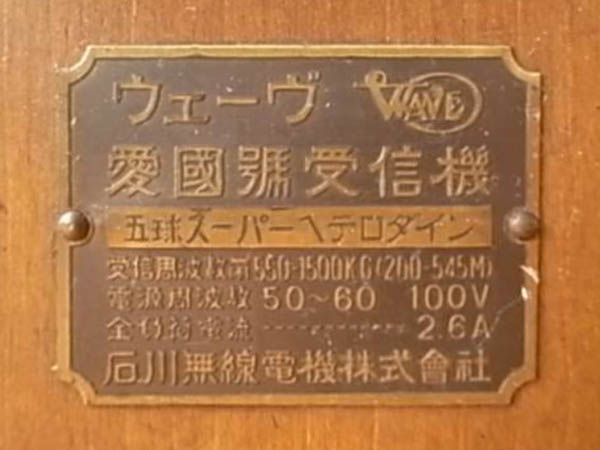 ウェーヴ WAVE
愛國號受信機
五球スーパーヘテロダイン
受信周波数帯 550-1500KC(200-545M)
電源周波数 50~60 100V
全負荷電流 ---------- 2.6A
石川無線電機株式會社